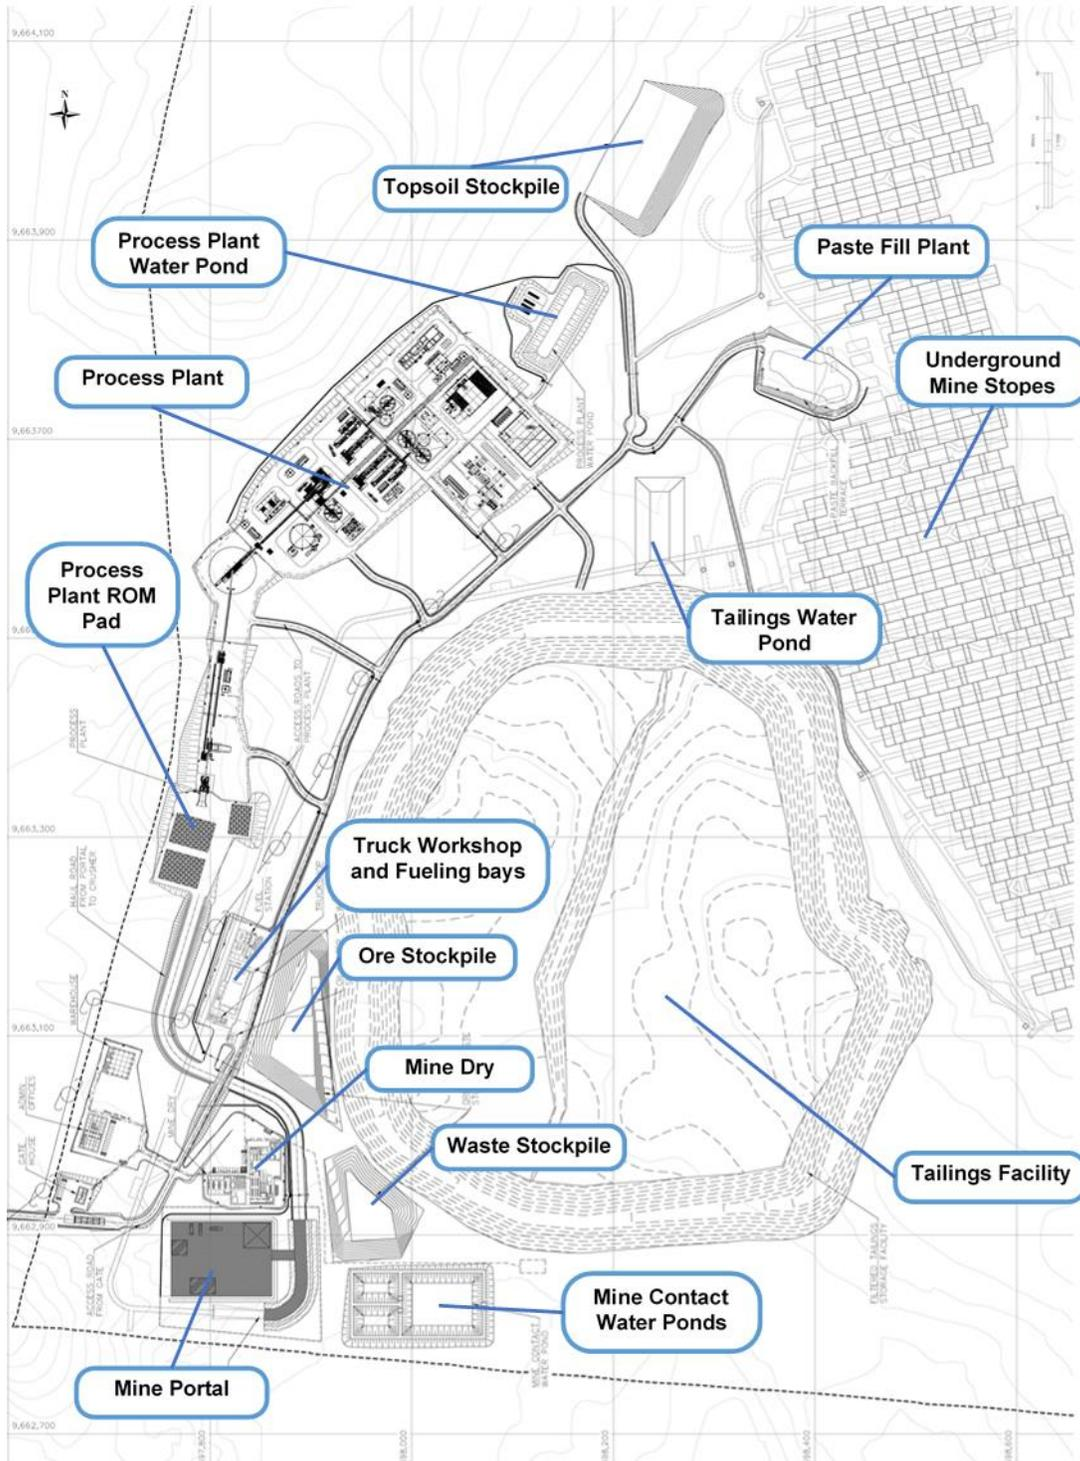 9,664,100
N
Topsoil Stockpile
Process Plant
Water Pond
9,663,900
Paste Fill Plant
Underground
Mine Stopes
Process Plant
9,663,700
PROCESS PLANT
WATER POND
PASTE BACKFILL
TERRACE
Process
Plant ROM
Pad
Tailings Water
Pond
ACCESS ROADS TO
PROCESS PLANT
PROCESS
PLANT
9,663,300
Truck Workshop
and Fueling bays
HAUL ROAD
FROM PORTAL
TO CRUSHER
FUEL
STATION
Ore Stockpile
WAREHOUSE
9,663,100
Mine Dry
ADMIN.
OFFICES
MINE DRY
GATE
HOUSE
Waste Stockpile
Tailings Facility
9,662,900
ACCESS ROAD
FROM GATE
FILTERED TAILINGS
STORAGE FACILITY
Mine Contact
Water Ponds
MINE CONTACT
WATER POND
Mine Portal
9,662,700